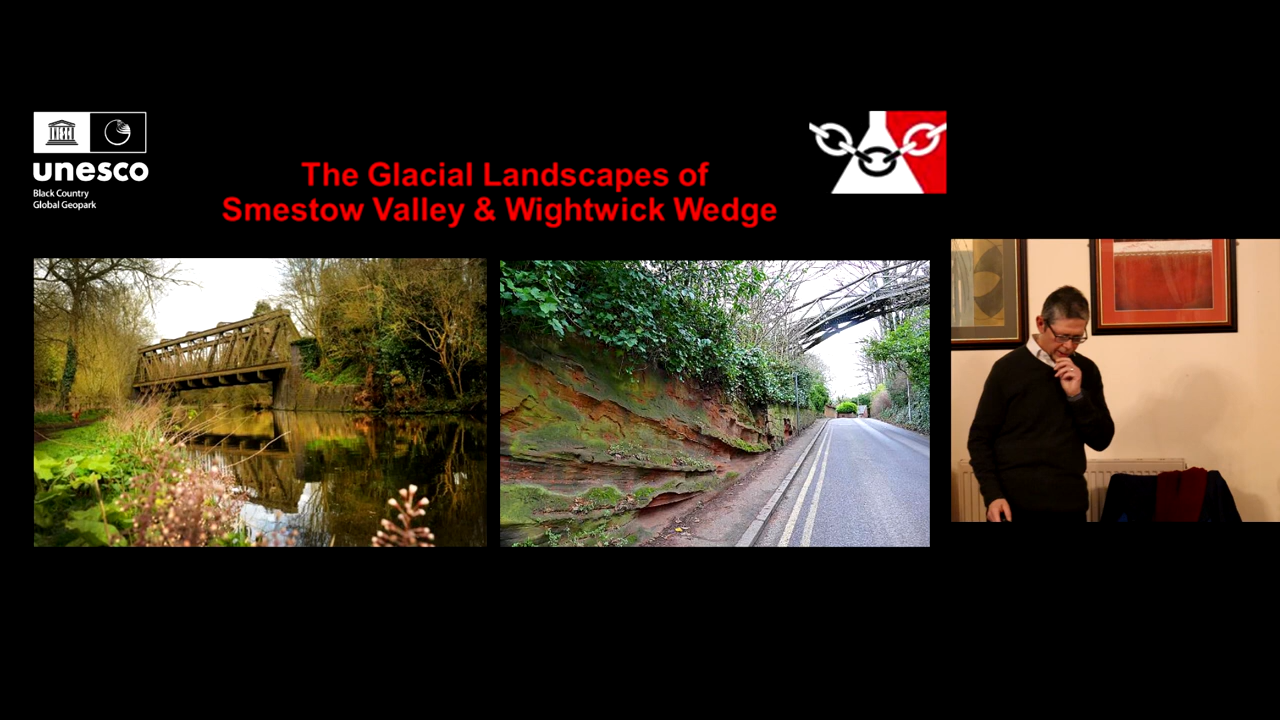 unesco
Black Country
Global Geopark
The Glacial Landscapes of
Smestow Valley & Wightwick Wedge